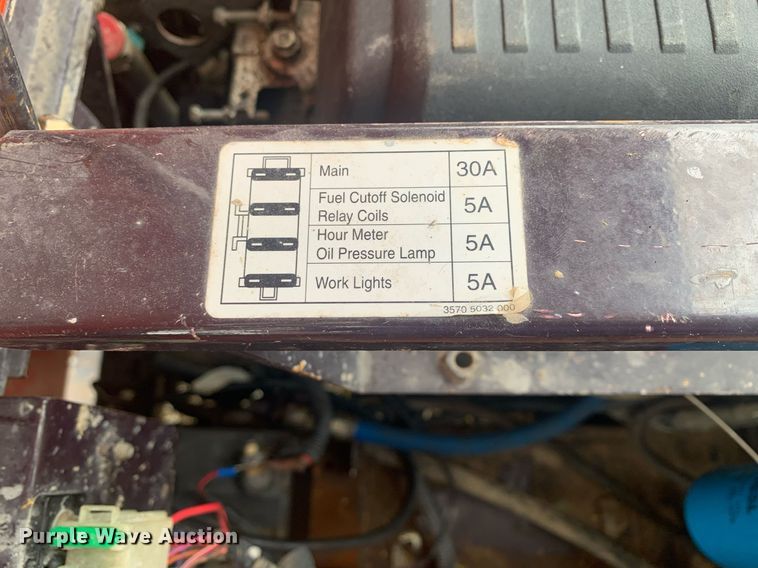 Main 30A
Fuel Cutoff Solenoid
Relay Coils 5A
Hour Meter
Oil Pressure Lamp 5A
Work Lights 5A
3570 5032 000
Purple Wave Auction